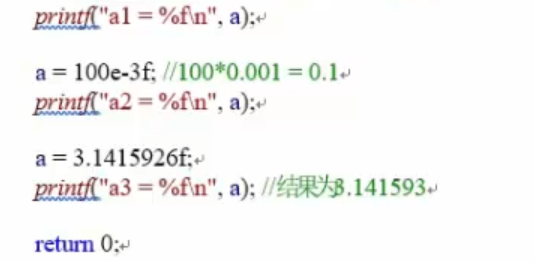 printf("a1 = %f\n", a);
a = 100e-3f; //100*0.001 = 0.1
printf("a2 = %f\n", a);
a = 3.1415926f;
printf("a3 = %f\n", a); //结果为3.141593
return 0;